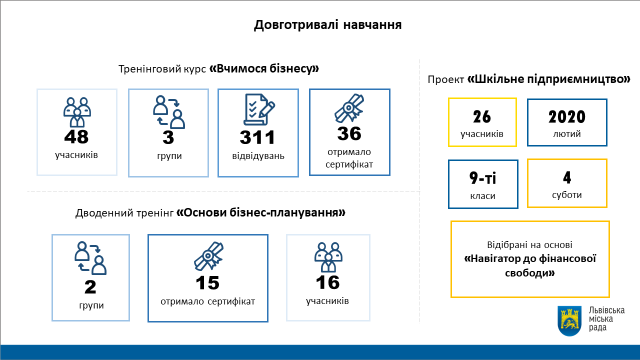 Довготривалі навчання
Тренінговий курс «Вчимося бізнесу»
48
учасників
3
групи
311
відвідувань
36
отримало
сертифікат
Дводенний тренінг «Основи бізнес-планування»
2
групи
15
отримало сертифікат
16
учасників
Проект «Шкільне підприємництво»
26
учасників
2020
лютий
9-ті
класи
4
суботи
Відібрані на основі
«Навігатор до фінансової
свободи»
Львівська
міська
рада